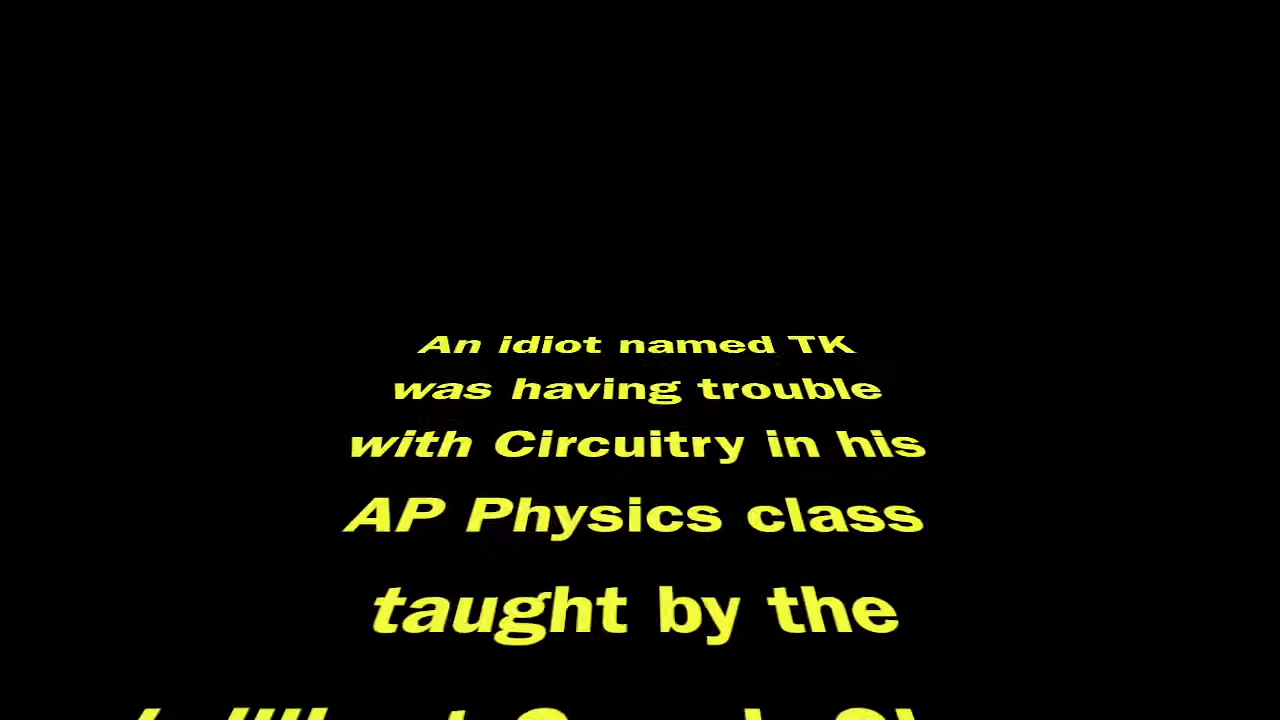 An idiot named TK
was having trouble
with Circuitry in his
AP Physics class
taught by the